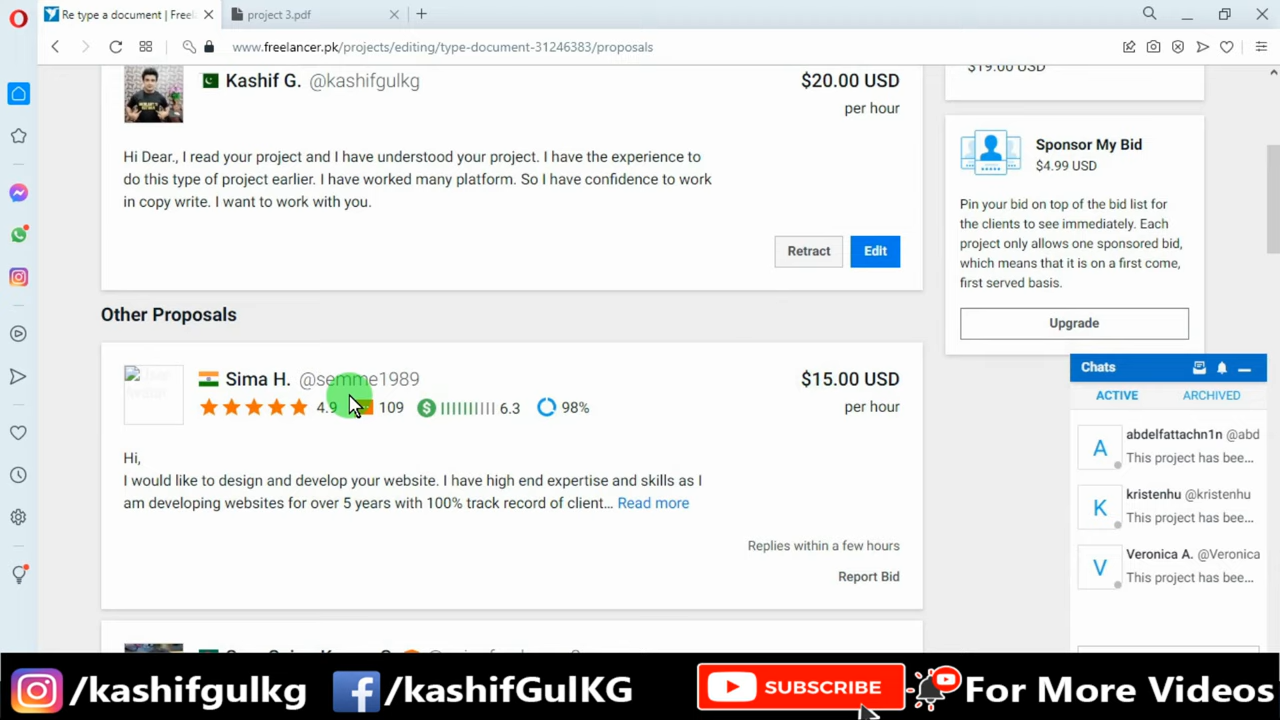 Re type a document | Freel
project 3.pdf
www.freelancer.pk/projects/editing/type-document-31246383/proposals
Kashif G. @kashifgulkg
$20.00 USD
per hour
Hi Dear., I read your project and I have understood your project. I have the experience to
do this type of project earlier. I have worked many platform. So I have confidence to work
in copy write. I want to work with you.
Retract
Edit
$19.00 USD
Sponsor My Bid
$4.99 USD
Pin your bid on top of the bid list for
the clients to see immediately. Each
project only allows one sponsored bid,
which means that it is on a first come,
first served basis.
Upgrade
Other Proposals
Sima H. @semme1989
$15.00 USD
4.9 109 6.3 98%
per hour
Hi,
I would like to design and develop your website. I have high end expertise and skills as I
am developing websites for over 5 years with 100% track record of client... Read more
Replies within a few hours
Report Bid
Chats
ACTIVE
ARCHIVED
A
abdelfattachn1n @abd
This project has bee...
K
kristenhu @kristenhu
This project has bee...
V
Veronica A. @Veronica
This project has bee...
/kashifgulkg
/kashifGulKG
SUBSCRIBE
For More Videos